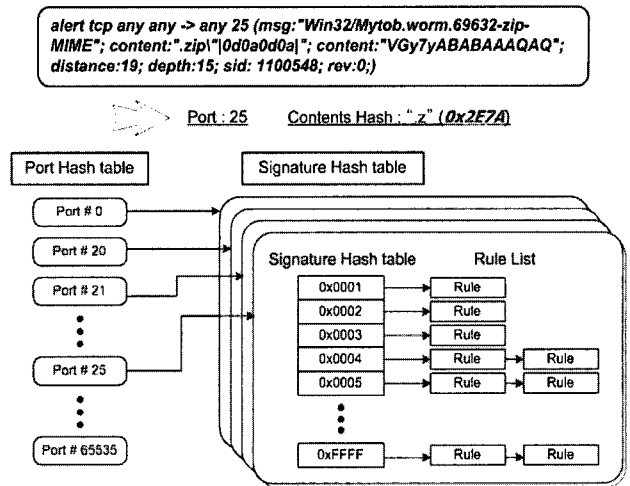 alert tcp any any -> any 25 (msg:"Win32/Mytob.worm.69632-zip-
MIME"; content:".zip\"|0d0a0d0a|"; content:"VGy7yABABAAAQAQ";
distance:19; depth:15; sid: 1100548; rev:0;)
Port : 25 Contents Hash : ".z" (0x2E7A)
Port Hash table Signature Hash table
Port # 0
Port # 20
Port # 21
Port # 25
Port # 65535
Signature Hash table Rule List
0x0001 Rule
0x0002 Rule
0x0003 Rule
0x0004 Rule Rule
0x0005 Rule Rule
0xFFFF Rule Rule